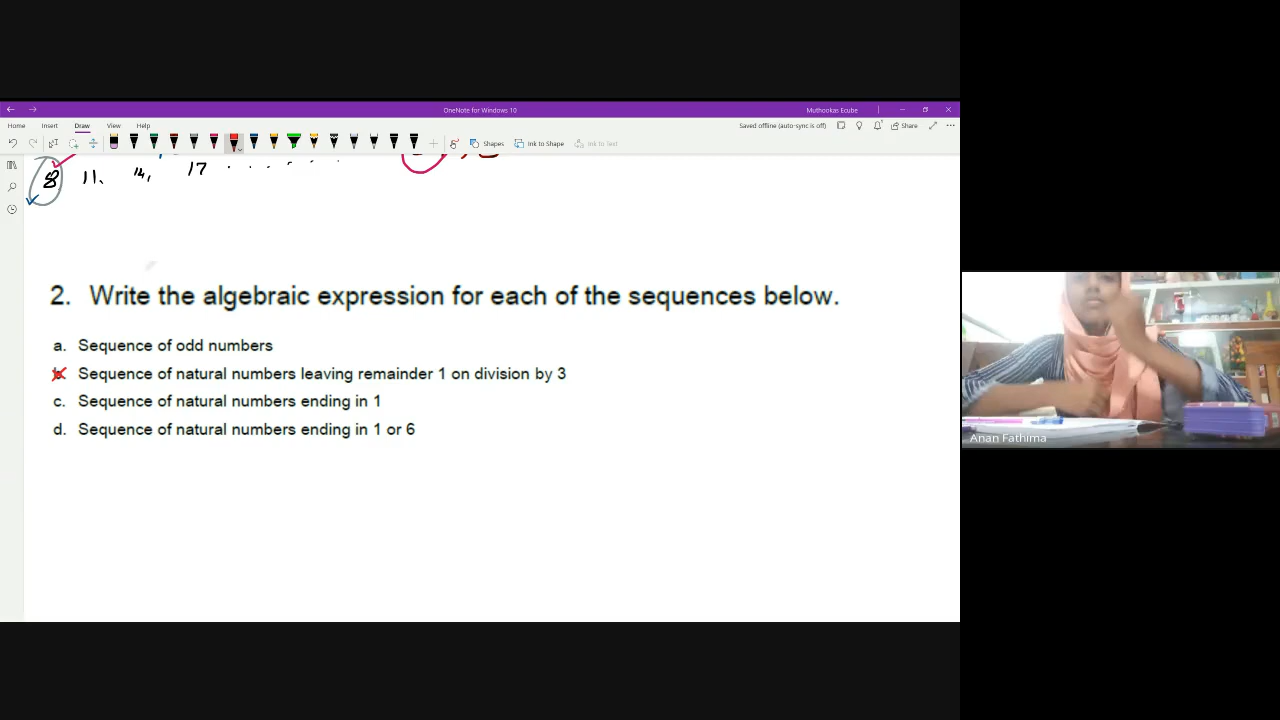 OneNote for Windows 10
Muthookas Ecube
Home Insert Draw View Help
Saved offline (auto-sync is off)
Share
Shapes
Ink to Shape
Ink to Text
8 11, 14, 17 . . . . . .
2. Write the algebraic expression for each of the sequences below.
a. Sequence of odd numbers
b. Sequence of natural numbers leaving remainder 1 on division by 3
c. Sequence of natural numbers ending in 1
d. Sequence of natural numbers ending in 1 or 6
Anan Fathima